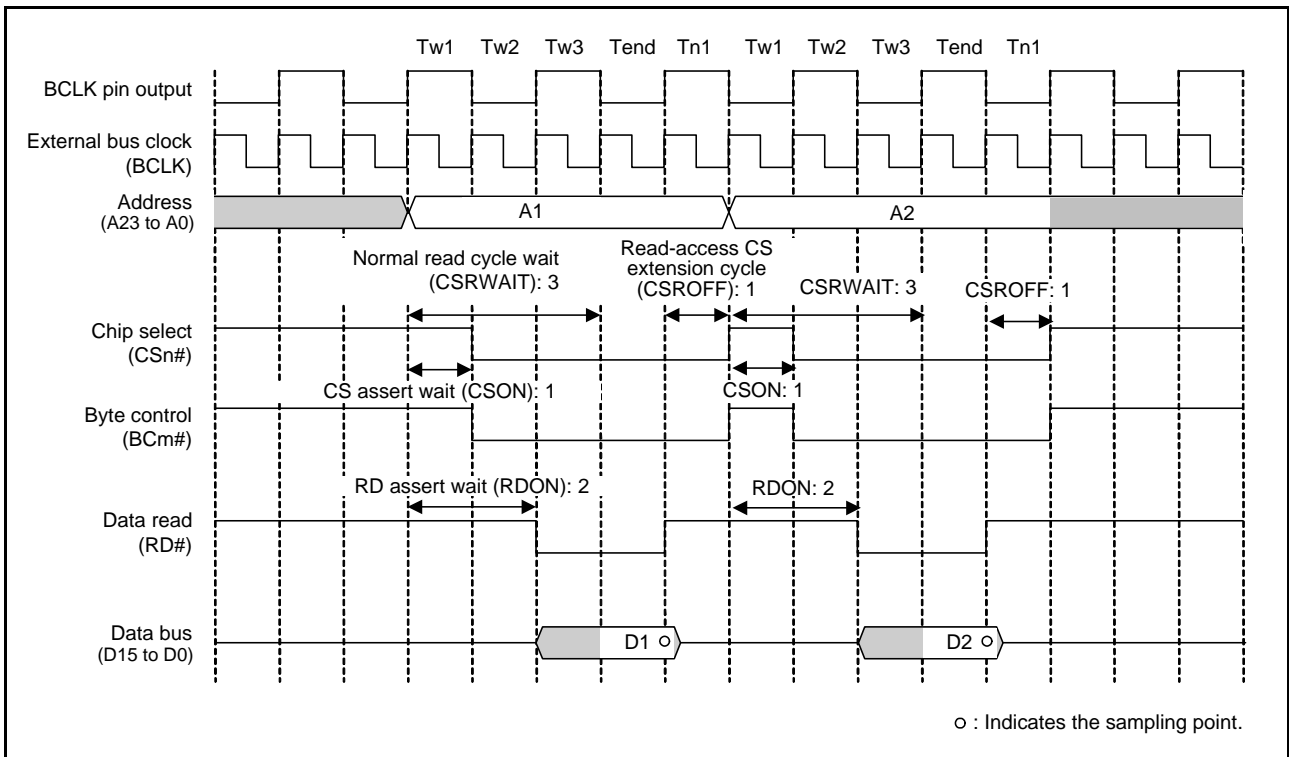 Tw1 Tw2 Tw3 Tend Tn1 Tw1 Tw2 Tw3 Tend Tn1
BCLK pin output
External bus clock
(BCLK)
Address
(A23 to A0)
A1
A2
Normal read cycle wait
(CSRWAIT): 3
Read-access CS
extension cycle
(CSROFF): 1
CSRWAIT: 3
CSROFF: 1
Chip select
(CSn#)
CS assert wait (CSON): 1
CSON: 1
Byte control
(BCm#)
RD assert wait (RDON): 2
RDON: 2
Data read
(RD#)
Data bus
(D15 to D0)
D1
D2
: Indicates the sampling point.